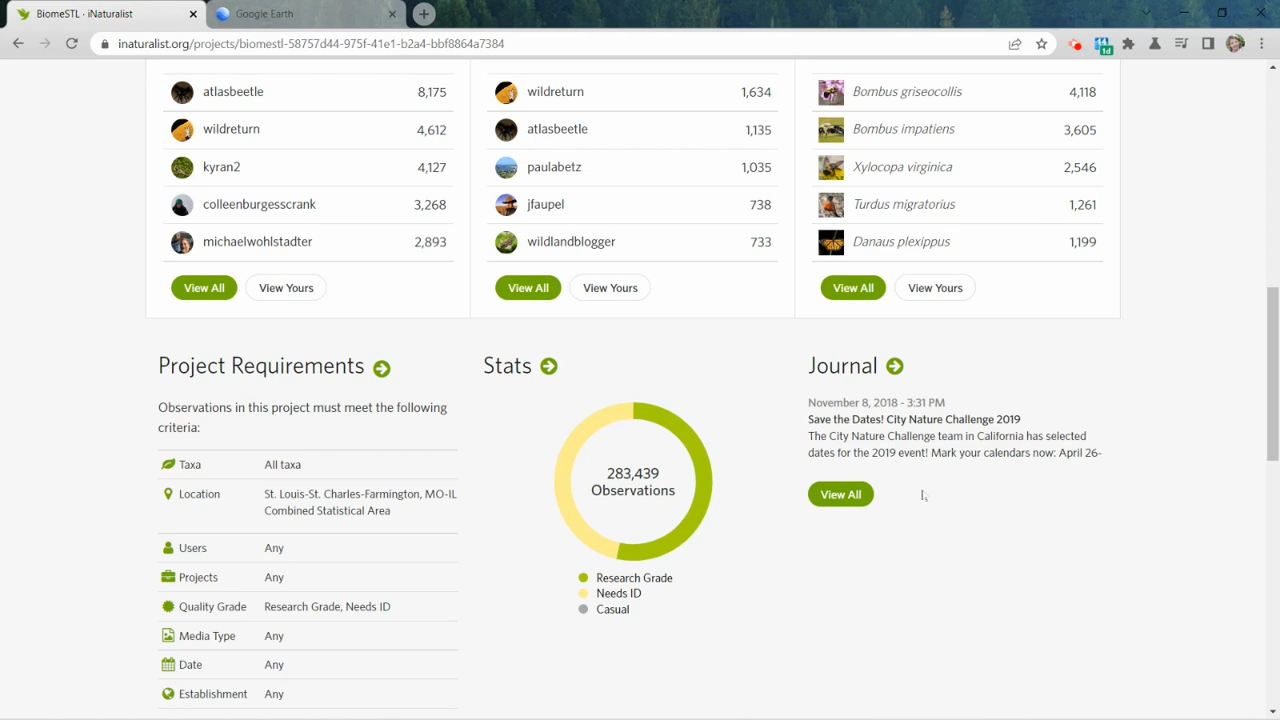 BiomeSTL · iNaturalist
Google Earth
inaturalist.org/projects/biomestl-58757d44-975f-41e1-b2a4-bbf8864a7384
1d
atlasbeetle 8,175
wildreturn 4,612
kyran2 4,127
colleenburgesscrank 3,268
michaelwohlstadter 2,893
View All View Yours
wildreturn 1,634
atlasbeetle 1,135
paulabetz 1,035
jfaupel 738
wildlandblogger 733
View All View Yours
Bombus griseocollis 4,118
Bombus impatiens 3,605
Xylocopa virginica 2,546
Turdus migratorius 1,261
Danaus plexippus 1,199
View All View Yours
Project Requirements
Observations in this project must meet the following
criteria:
Taxa All taxa
Location St. Louis-St. Charles-Farmington, MO-IL
Combined Statistical Area
Users Any
Projects Any
Quality Grade Research Grade, Needs ID
Media Type Any
Date Any
Establishment Any
Stats
283,439
Observations
Research Grade
Needs ID
Casual
Journal
November 8, 2018 - 3:31 PM
Save the Dates! City Nature Challenge 2019
The City Nature Challenge team in California has selected
dates for the 2019 event! Mark your calendars now: April 26-
View All